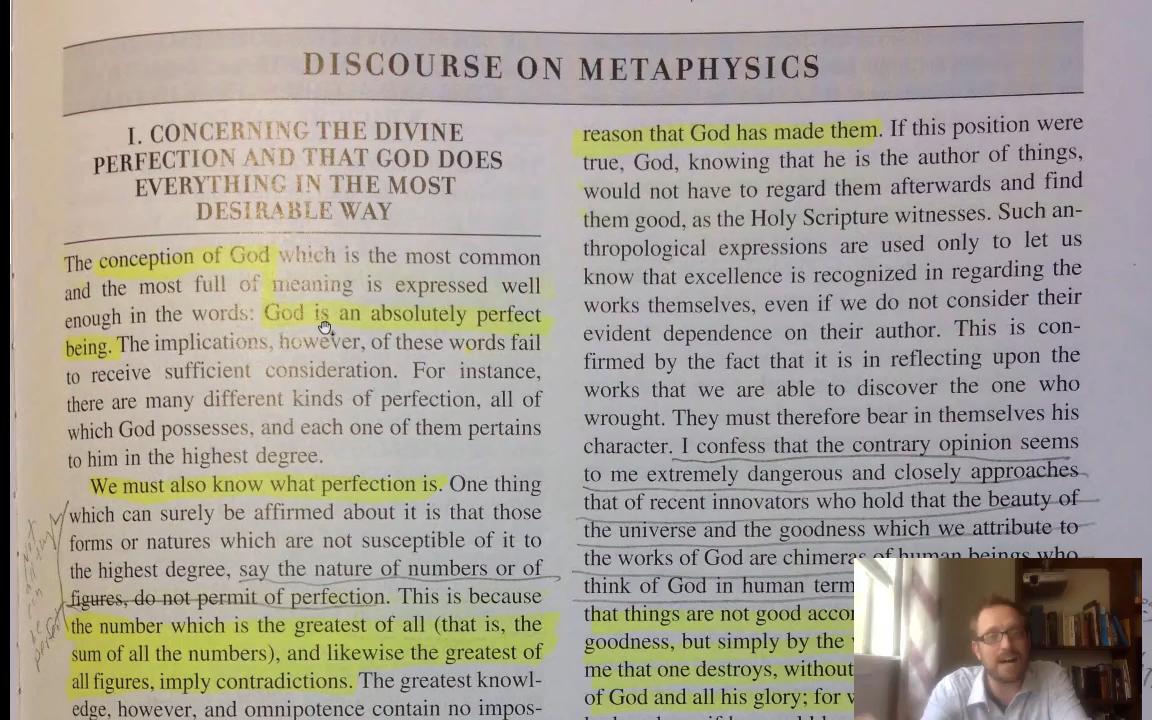 DISCOURSE ON METAPHYSICS
I. CONCERNING THE DIVINE
PERFECTION AND THAT GOD DOES
EVERYTHING IN THE MOST
DESIRABLE WAY
The conception of God which is the most common
and the most full of meaning is expressed well
enough in the words: God is an absolutely perfect
being. The implications, however, of these words fail
to receive sufficient consideration. For instance,
there are many different kinds of perfection, all of
which God possesses, and each one of them pertains
to him in the highest degree.
We must also know what perfection is. One thing
which can surely be affirmed about it is that those
forms or natures which are not susceptible of it to
the highest degree, say the nature of numbers or of
figures, do not permit of perfection. This is because
the number which is the greatest of all (that is, the
sum of all the numbers), and likewise the greatest of
all figures, imply contradictions. The greatest knowl-
edge, however, and omnipotence contain no impos-
reason that God has made them. If this position were
true, God, knowing that he is the author of things,
would not have to regard them afterwards and find
them good, as the Holy Scripture witnesses. Such an-
thropological expressions are used only to let us
know that excellence is recognized in regarding the
works themselves, even if we do not consider their
evident dependence on their author. This is con-
firmed by the fact that it is in reflecting upon the
works that we are able to discover the one who
wrought. They must therefore bear in themselves his
character. I confess that the contrary opinion seems
to me extremely dangerous and closely approaches
that of recent innovators who hold that the beauty of
the universe and the goodness which we attribute to
the works of God are chimeras of human beings who
think of God in human term
that things are not good accor
goodness, but simply by the
me that one destroys, without
of God and all his glory; for